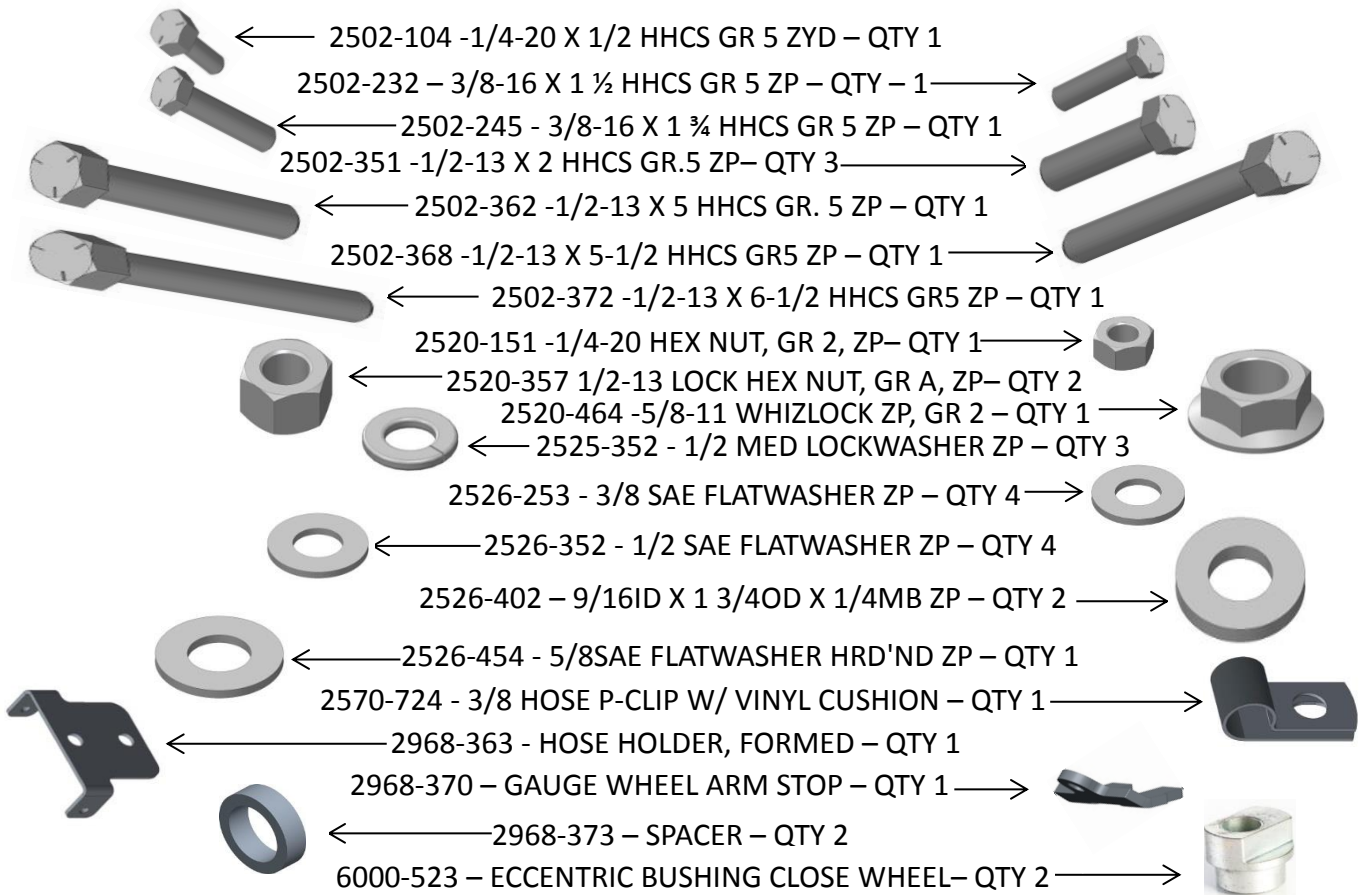 2502-104 -1/4-20 X 1/2 HHCS GR 5 ZYD – QTY 1
2502-232 – 3/8-16 X 1 ½ HHCS GR 5 ZP – QTY – 1
2502-245 - 3/8-16 X 1 ¾ HHCS GR 5 ZP – QTY 1
2502-351 -1/2-13 X 2 HHCS GR.5 ZP– QTY 3
2502-362 -1/2-13 X 5 HHCS GR. 5 ZP – QTY 1
2502-368 -1/2-13 X 5-1/2 HHCS GR5 ZP – QTY 1
2502-372 -1/2-13 X 6-1/2 HHCS GR5 ZP – QTY 1
2520-151 -1/4-20 HEX NUT, GR 2, ZP– QTY 1
2520-357 1/2-13 LOCK HEX NUT, GR A, ZP– QTY 2
2520-464 -5/8-11 WHIZLOCK ZP, GR 2 – QTY 1
2525-352 - 1/2 MED LOCKWASHER ZP – QTY 3
2526-253 - 3/8 SAE FLATWASHER ZP – QTY 4
2526-352 - 1/2 SAE FLATWASHER ZP – QTY 4
2526-402 – 9/16ID X 1 3/4OD X 1/4MB ZP – QTY 2
2526-454 - 5/8SAE FLATWASHER HRD'ND ZP – QTY 1
2570-724 - 3/8 HOSE P-CLIP W/ VINYL CUSHION – QTY 1
2968-363 - HOSE HOLDER, FORMED – QTY 1
2968-370 – GAUGE WHEEL ARM STOP – QTY 1
2968-373 – SPACER – QTY 2
6000-523 – ECCENTRIC BUSHING CLOSE WHEEL– QTY 2